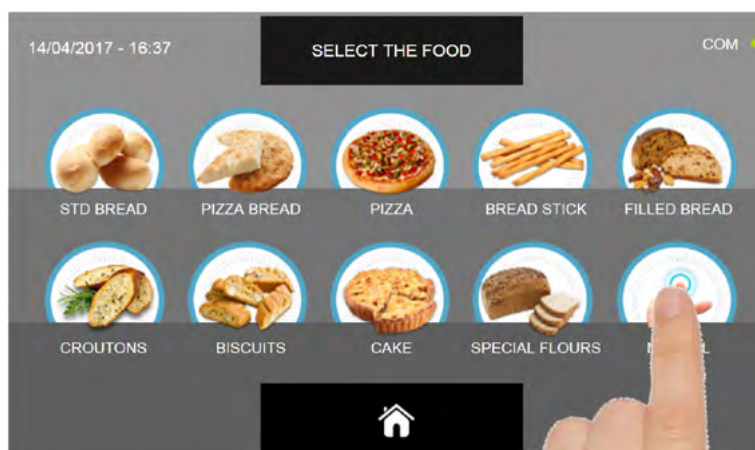 14/04/2017 - 16:37
SELECT THE FOOD
COM
STD BREAD
PIZZA BREAD
PIZZA
BREAD STICK
FILLED BREAD
CROUTONS
BISCUITS
CAKE
SPECIAL FLOURS